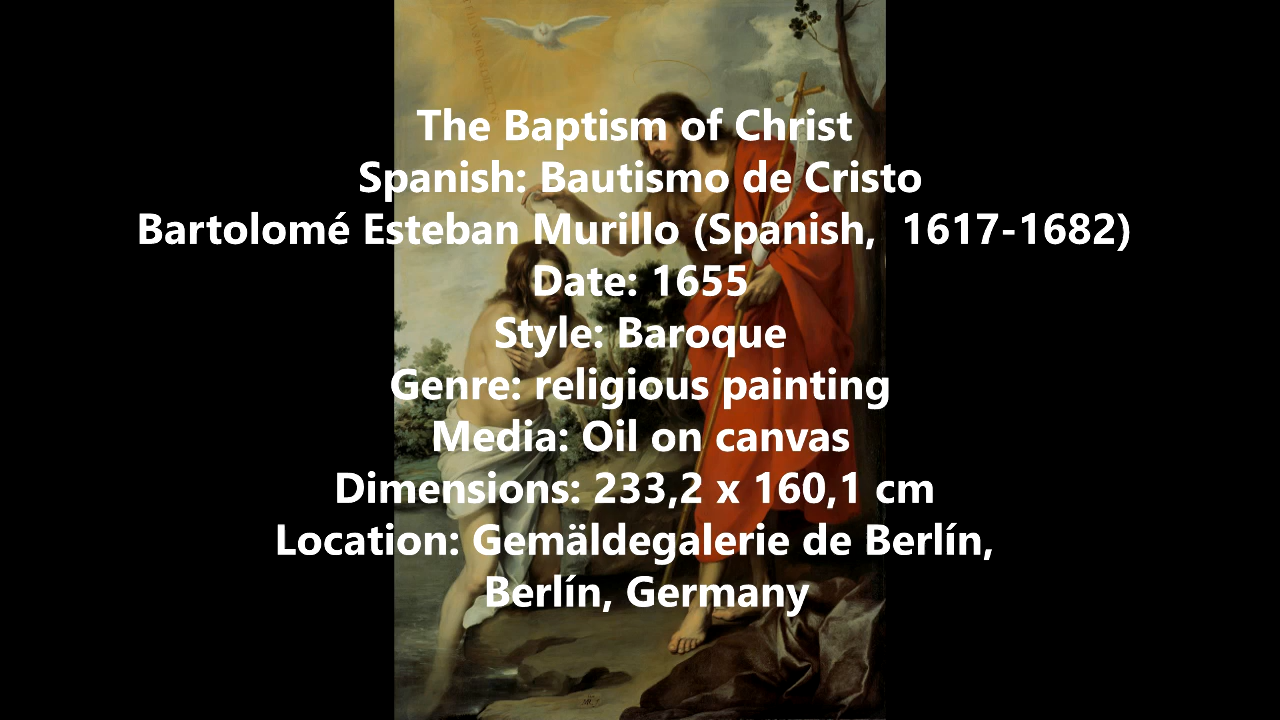 The Baptism of Christ
Spanish: Bautismo de Cristo
Bartolomé Esteban Murillo (Spanish,  1617-1682)
Date: 1655
Style: Baroque
Genre: religious painting
Media: Oil on canvas
Dimensions: 233,2 x 160,1 cm
Location: Gemäldegalerie de Berlín,
Berlín, Germany